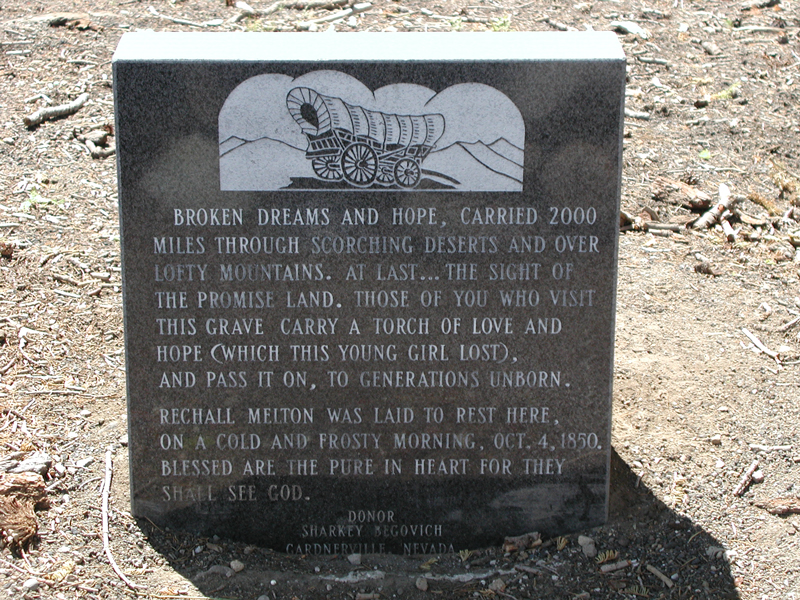 BROKEN DREAMS AND HOPE, CARRIED 2000
MILES THROUGH SCORCHING DESERTS AND OVER
LOFTY MOUNTAINS. AT LAST... THE SIGHT OF
THE PROMISE LAND. THOSE OF YOU WHO VISIT
THIS GRAVE CARRY A TORCH OF LOVE AND
HOPE (WHICH THIS YOUNG GIRL LOST),
AND PASS IT ON, TO GENERATIONS UNBORN.
RECHALL MELTON WAS LAID TO REST HERE,
ON A COLD AND FROSTY MORNING, OCT. 4, 1850.
BLESSED ARE THE PURE IN HEART FOR THEY
SHALL SEE GOD.
DONOR
SHARKEY BEGOVICH
GARDNERVILLE, NEVADA